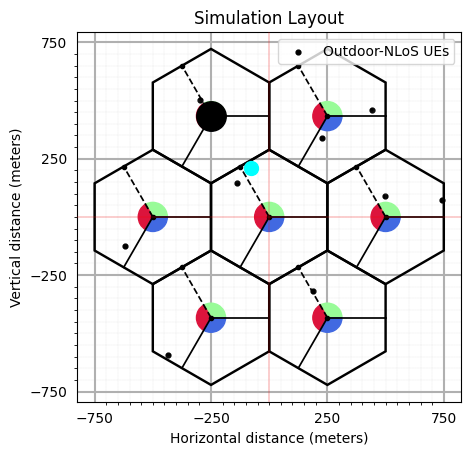 Simulation Layout
Outdoor-NLoS UEs
Vertical distance (meters)
750
250
−250
−750
−750
−250
250
750
Horizontal distance (meters)